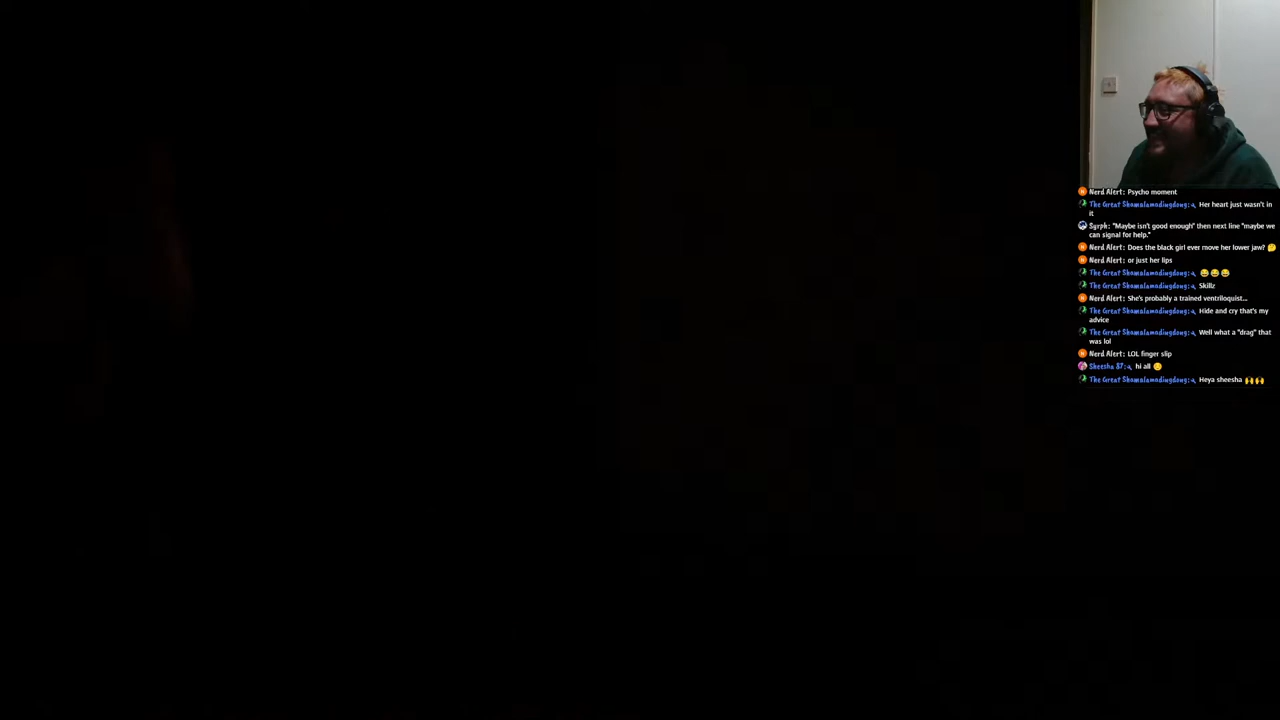 Nerd Alert: Psycho moment
The Great Shamalamadingdong: Her heart just wasn't in
it
Syrph: "Maybe isn't good enough" then next line "maybe we
can signal for help."
Nerd Alert: Does the black girl ever move her lower jaw? 🤔
Nerd Alert: or just her lips
The Great Shamalamadingdong: 😂😂😂
The Great Shamalamadingdong: Skillz
Nerd Alert: She's probably a trained ventriloquist...
The Great Shamalamadingdong: Hide and cry that's my
advice
The Great Shamalamadingdong: Well what a "drag" that
was lol
Nerd Alert: LOL finger slip
Sheesha 87: hi all ☺️
The Great Shamalamadingdong: Heya sheesha 🙌🙌